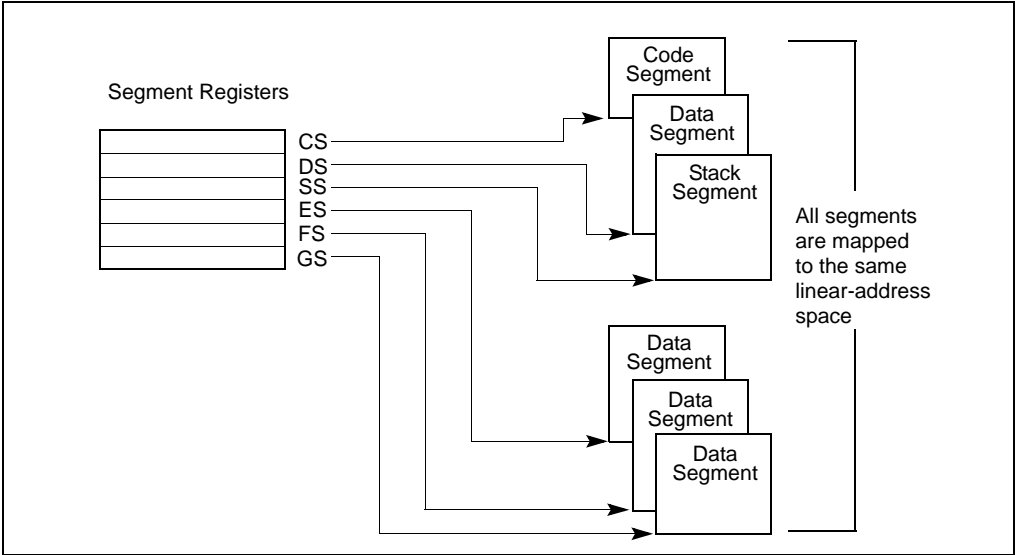 Segment Registers
CS
DS
SS
ES
FS
GS
Code
Segment
Data
Segment
Stack
Segment
Data
Segment
Data
Segment
Data
Segment
All segments
are mapped
to the same
linear-address
space